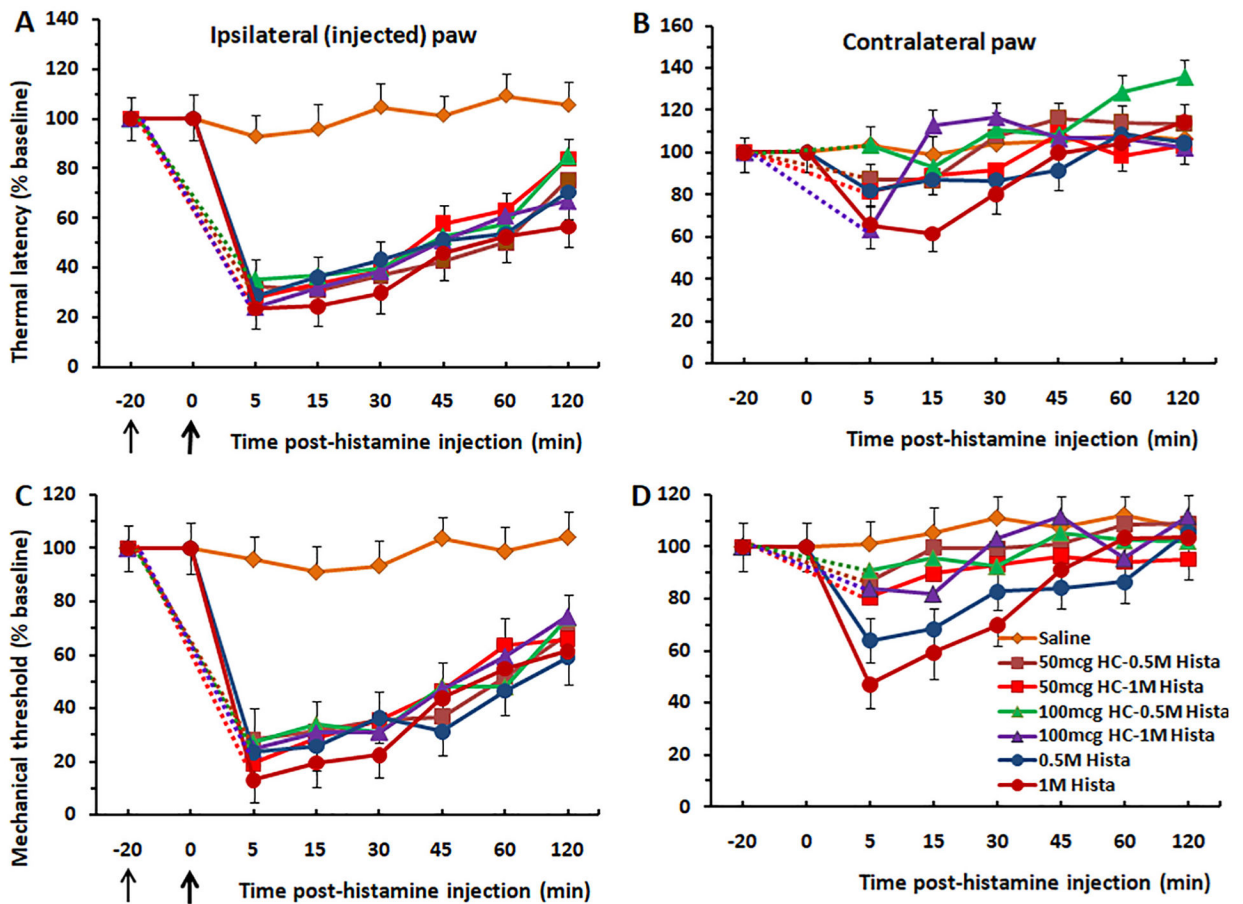 A
Ipsilateral (injected) paw
Thermal latency (% baseline)
140
120
100
80
60
40
20
0
-20 0 5 15 30 45 60 120
Time post-histamine injection (min)
B
Contralateral paw
160
140
120
100
80
60
40
20
0
-20 0 5 15 30 45 60 120
Time post-histamine injection (min)
C
Mechanical threshold (% baseline)
120
100
80
60
40
20
0
-20 0 5 15 30 45 60 120
Time post-histamine injection (min)
D
120
100
80
60
40
20
0
Saline
50mcg HC-0.5M Hista
50mcg HC-1M Hista
100mcg HC-0.5M Hista
100mcg HC-1M Hista
0.5M Hista
1M Hista
-20 0 5 15 30 45 60 120
Time post-histamine injection (min)